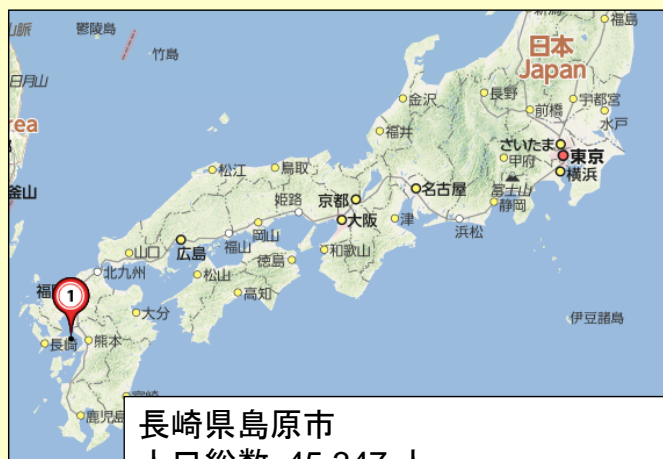 鬱陵島
竹島
日本
Japan
福島
日月山
rea
釜山
金沢
長野
宇都宮
前橋
水戸
福井
さいたま
東京
甲府
横浜
松江
鳥取
京都
名古屋
富士山
静岡
姫路
大阪
津
浜松
岡山
福山
広島
山口
和歌山
徳島
北九州
松山
高知
福
1
大分
伊豆諸島
長崎
熊本
鹿児島
長崎県島原市